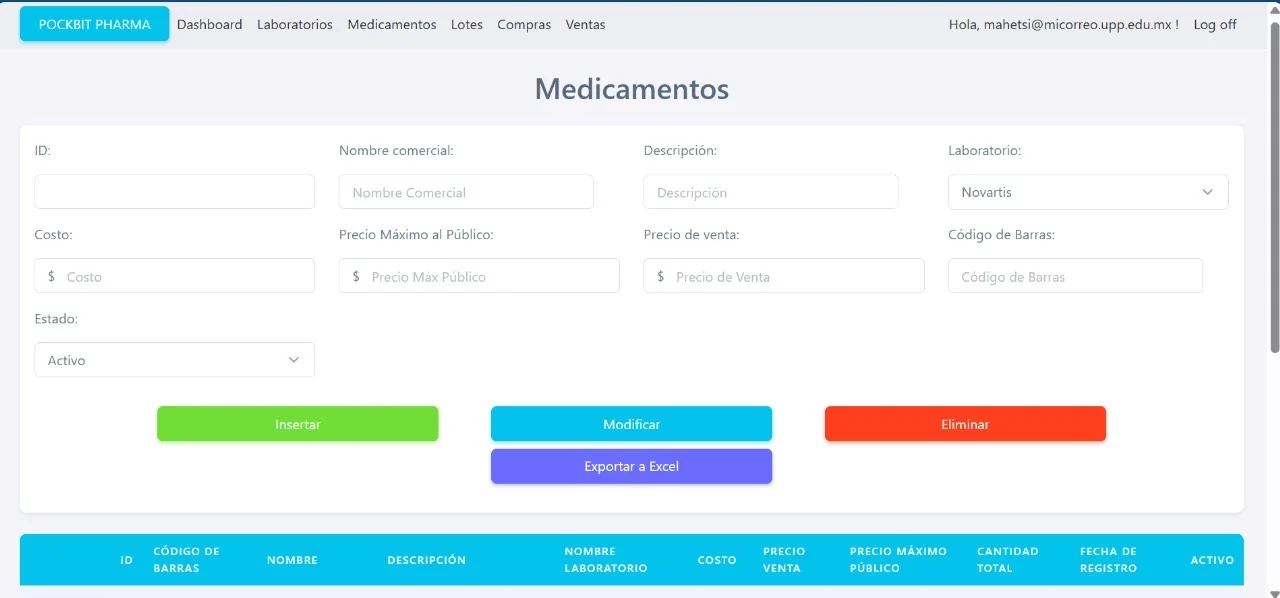 POCKBIT PHARMA Dashboard Laboratorios Medicamentos Lotes Compras Ventas Hola, mahetsi@micorreo.upp.edu.mx ! Log off
Medicamentos
ID: Nombre comercial: Descripción: Laboratorio:
Nombre Comercial Descripción Novartis
Costo: Precio Máximo al Público: Precio de venta: Código de Barras:
$ Costo $ Precio Máx Público $ Precio de Venta Código de Barras
Estado:
Activo
Insertar Modificar Eliminar
Exportar a Excel
ID CÓDIGO DE BARRAS NOMBRE DESCRIPCIÓN NOMBRE LABORATORIO COSTO PRECIO VENTA PRECIO MÁXIMO PÚBLICO CANTIDAD TOTAL FECHA DE REGISTRO ACTIVO